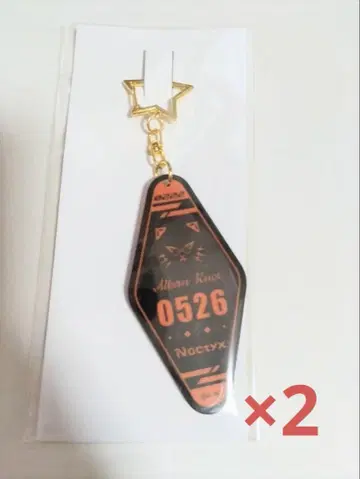 Alban Knox
0526
Noctyx
×2